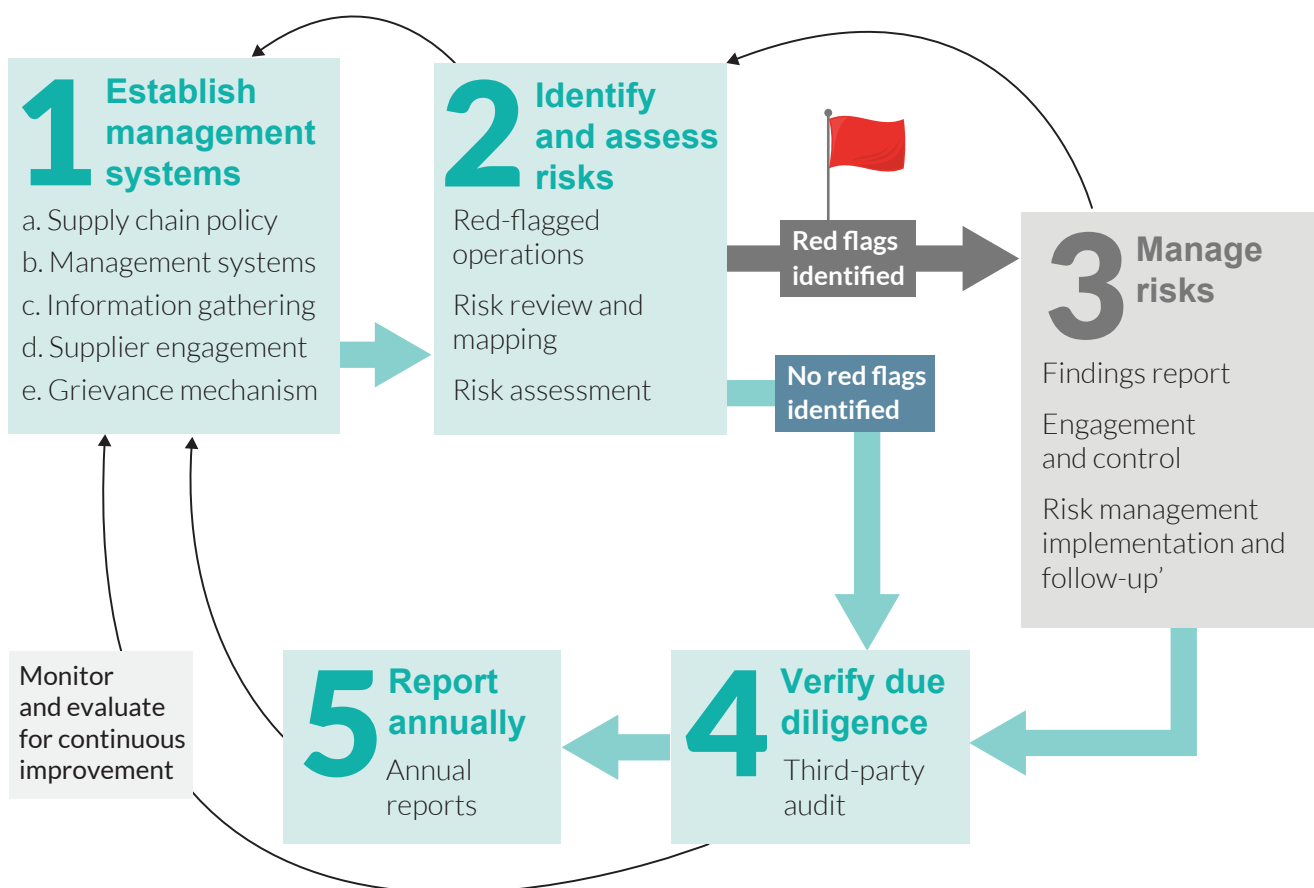 1
Establish
management
systems
a. Supply chain policy
b. Management systems
c. Information gathering
d. Supplier engagement
e. Grievance mechanism
2
Identify
and assess
risks
Red-flagged
operations
Risk review and
mapping
Risk assessment
Red flags
identified
No red flags
identified
3
Manage
risks
Findings report
Engagement
and control
Risk management
implementation and
follow-up’
4
Verify due
diligence
Third-party
audit
5
Report
annually
Annual
reports
Monitor
and evaluate
for continuous
improvement